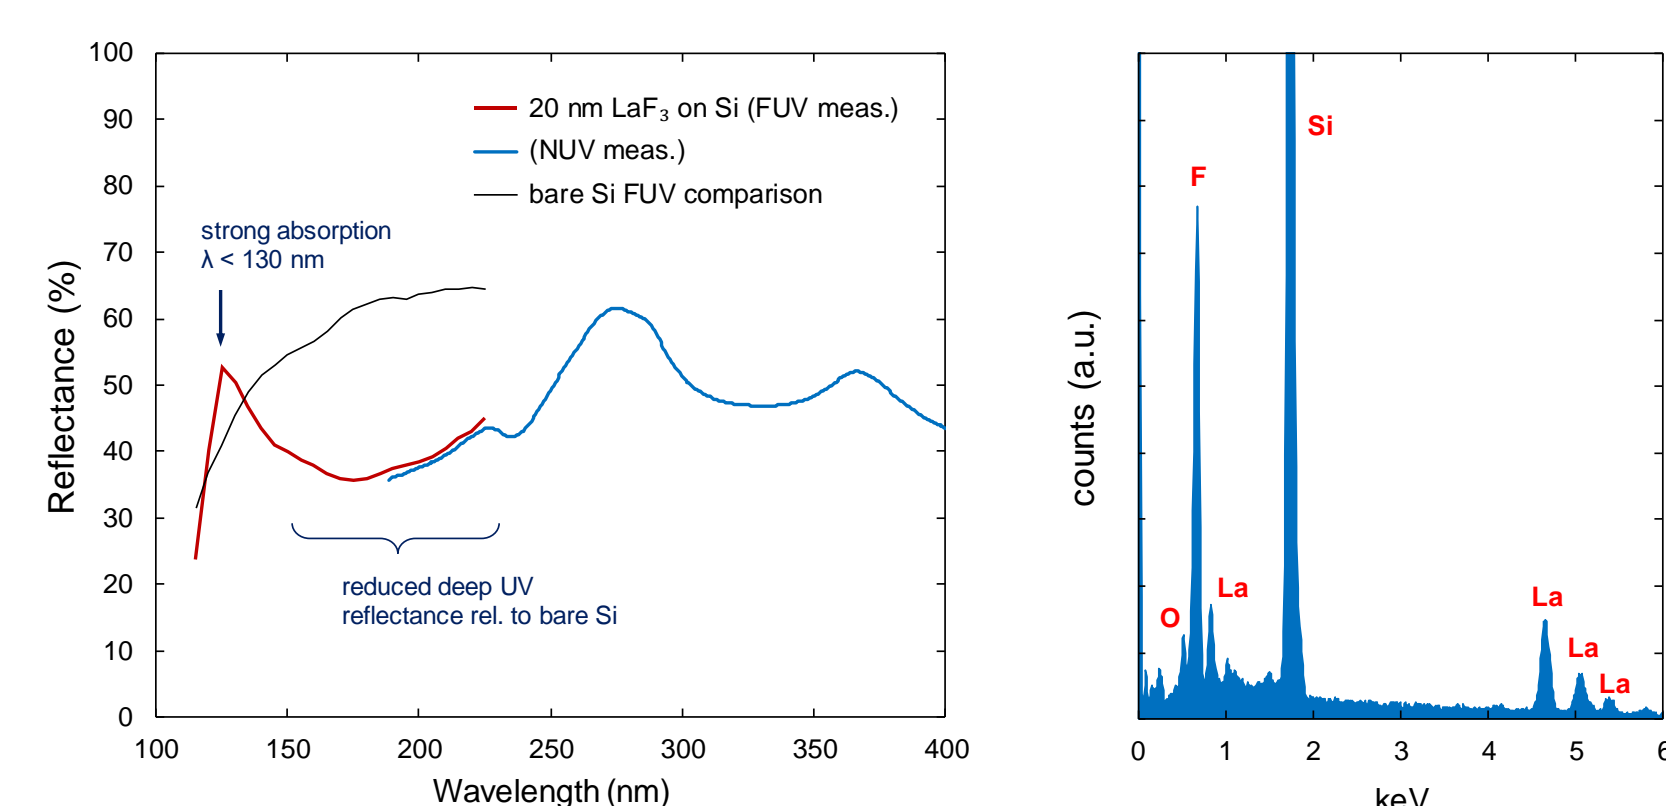 100
90
80
70
60
50
40
30
20
10
0
Reflectance (%)
100 150 200 250 300 350 400
Wavelength (nm)
20 nm LaF₃ on Si (FUV meas.)
(NUV meas.)
bare Si FUV comparison
strong absorption
λ < 130 nm
reduced deep UV
reflectance rel. to bare Si
counts (a.u.)
Si
F
La
O
La
La
La
0 1 2 3 4 5 6
keV